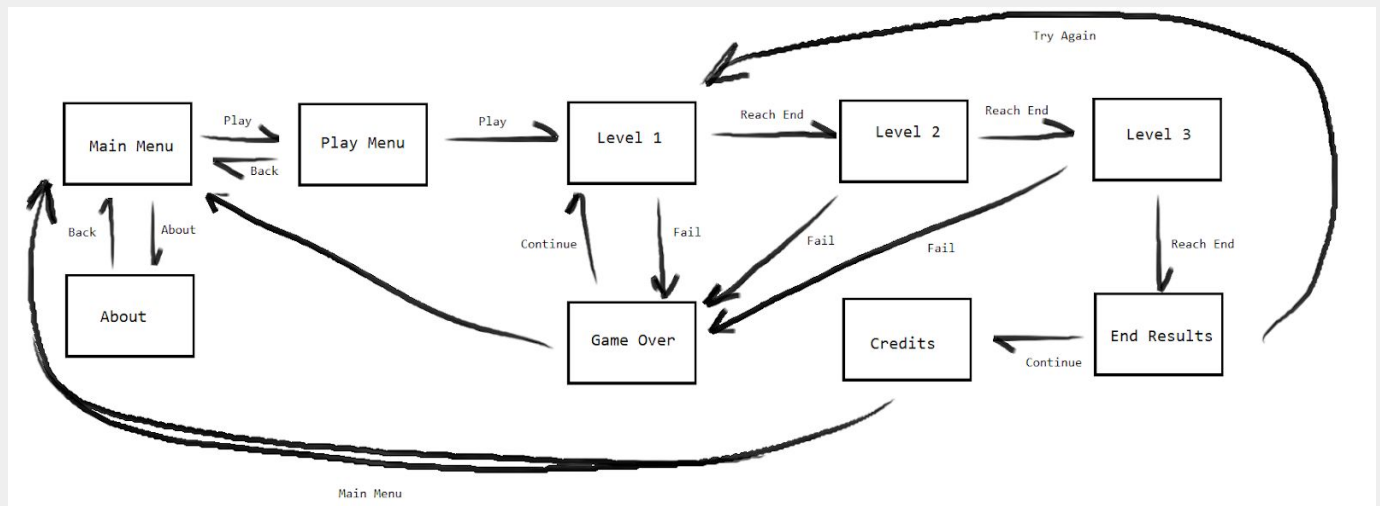 Try Again
Main Menu
Play
Back
Play Menu
Play
Level 1
Reach End
Level 2
Reach End
Level 3
Back
About
About
Continue
Fail
Fail
Fail
Reach End
Game Over
Credits
Continue
End Results
Main Menu